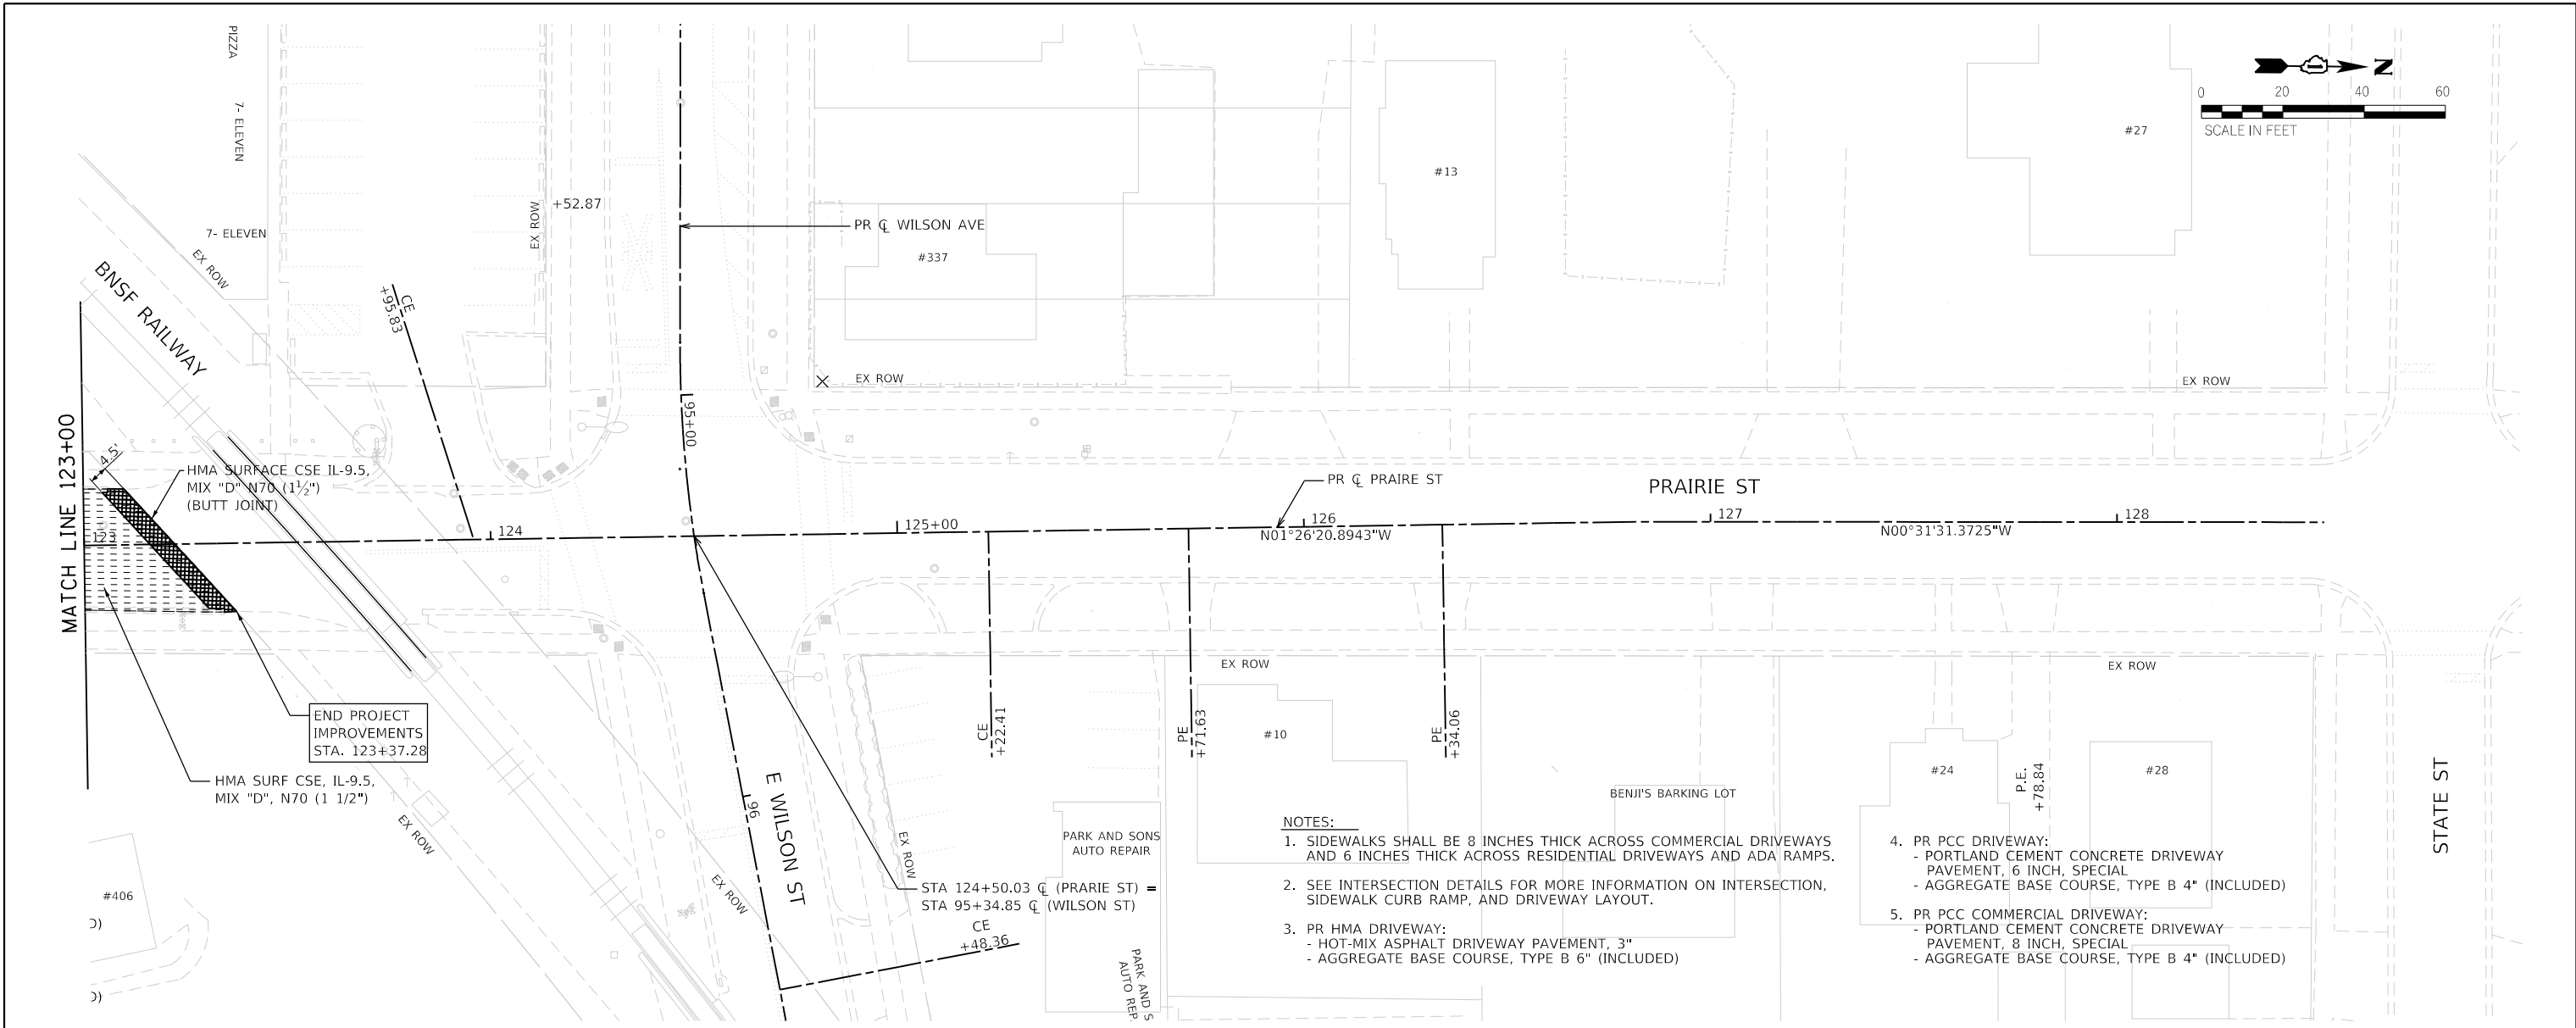 PIZZA
7- ELEVEN
7- ELEVEN
EX ROW
BNSF RAILWAY
EX ROW
+52.87
CE
+95.83
PR ℄ WILSON AVE
#337
EX ROW
#13
#27
N
0 20 40 60
SCALE IN FEET
EX ROW
MATCH LINE 123+00
4.5'
HMA SURFACE CSE IL-9.5,
MIX "D" N70 (1½")
(BUTT JOINT)
95+00
PR ℄ PRAIRE ST
PRAIRIE ST
123
124
125+00
126
127
128
N01°26'20.8943"W
N00°31'31.3725"W
END PROJECT
IMPROVEMENTS
STA. 123+37.28
HMA SURF CSE, IL-9.5,
MIX "D", N70 (1 1/2")
EX ROW
EX ROW
#406
D)
D)
96
E WILSON ST
EX ROW
STA 124+50.03 ℄ (PRARIE ST) =
STA 95+34.85 ℄ (WILSON ST)
CE
+48.36
CE
+22.41
PE
+71.63
PE
+34.06
EX ROW
#10
PARK AND SONS
AUTO REPAIR
PARK AND S
AUTO REP
BENJI'S BARKING LOT
#24
P.E.
+78.84
#28
EX ROW
STATE ST
NOTES:
1. SIDEWALKS SHALL BE 8 INCHES THICK ACROSS COMMERCIAL DRIVEWAYS
AND 6 INCHES THICK ACROSS RESIDENTIAL DRIVEWAYS AND ADA RAMPS.
2. SEE INTERSECTION DETAILS FOR MORE INFORMATION ON INTERSECTION,
SIDEWALK CURB RAMP, AND DRIVEWAY LAYOUT.
3. PR HMA DRIVEWAY:
- HOT-MIX ASPHALT DRIVEWAY PAVEMENT, 3"
- AGGREGATE BASE COURSE, TYPE B 6" (INCLUDED)
4. PR PCC DRIVEWAY:
- PORTLAND CEMENT CONCRETE DRIVEWAY
PAVEMENT, 6 INCH, SPECIAL
- AGGREGATE BASE COURSE, TYPE B 4" (INCLUDED)
5. PR PCC COMMERCIAL DRIVEWAY:
- PORTLAND CEMENT CONCRETE DRIVEWAY
PAVEMENT, 8 INCH, SPECIAL
- AGGREGATE BASE COURSE, TYPE B 4" (INCLUDED)